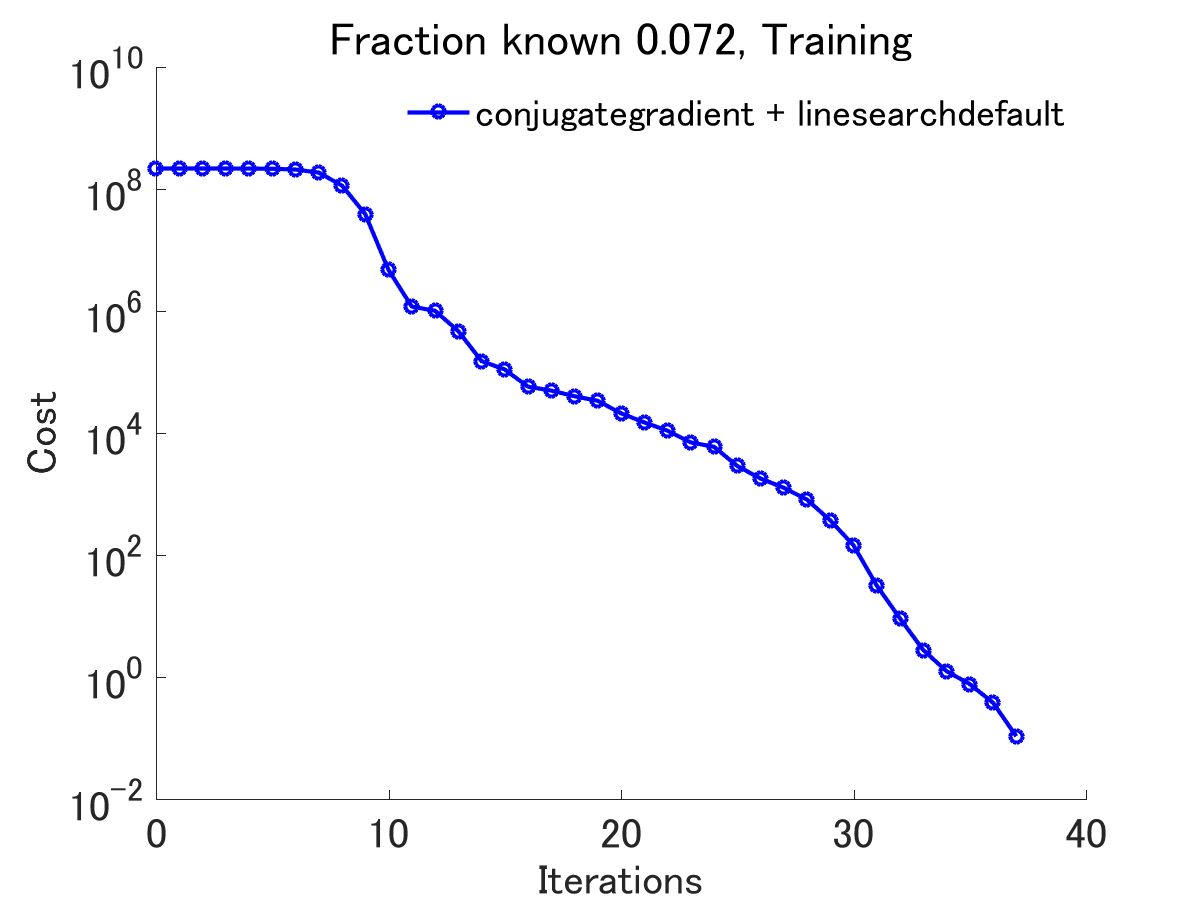 Fraction known 0.072, Training
conjugategradient + linesearchdefault
Cost
10^10
10^8
10^6
10^4
10^2
10^0
10^-2
0 10 20 30 40
Iterations